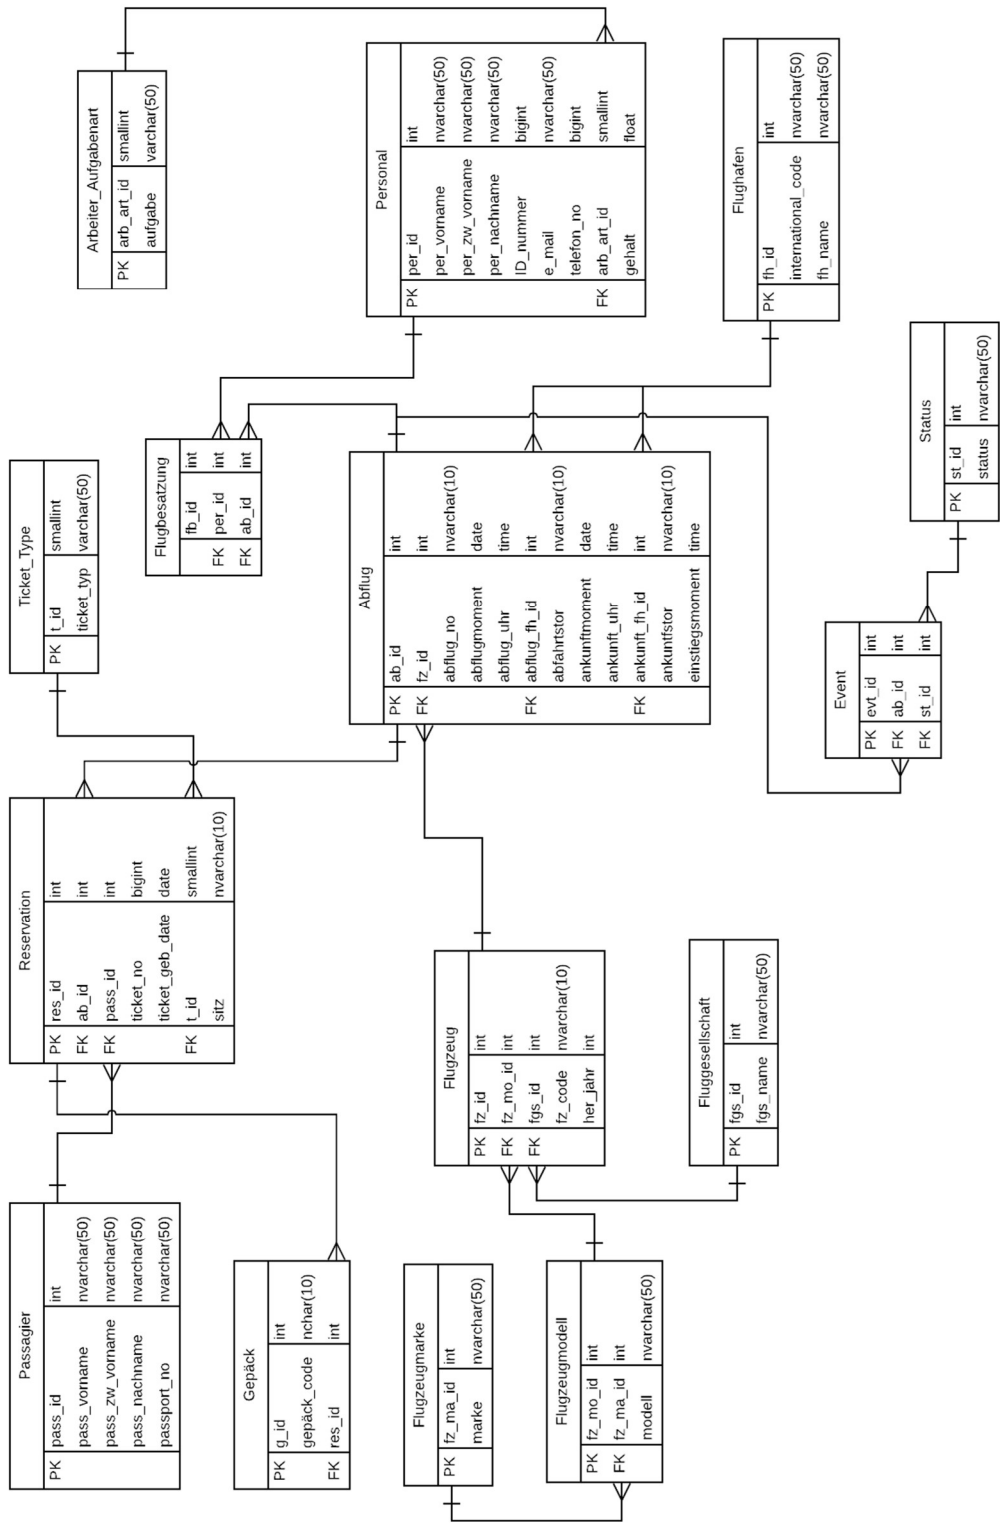 Passagier
PK pass_id int
pass_vorname nvarchar(50)
pass_zw_vorname nvarchar(50)
pass_nachname nvarchar(50)
passport_no nvarchar(50)
Reservation
PK res_id int
FK ab_id int
FK pass_id int
ticket_no bigint
ticket_geb_date date
FK t_id smallint
sitz nvarchar(10)
Ticket_Type
PK t_id smallint
ticket_typ varchar(50)
Arbeiter_Aufgabenart
PK arb_art_id smallint
aufgabe varchar(50)
Gepäck
PK g_id int
gepäck_code nchar(10)
FK res_id int
Flugbesatzung
fb_id int
FK per_id int
FK ab_id int
Personal
PK per_id int
per_vorname nvarchar(50)
per_zw_vorname nvarchar(50)
per_nachname nvarchar(50)
ID_nummer bigint
e_mail nvarchar(50)
telefon_no bigint
FK arb_art_id smallint
gehalt float
Abflug
PK ab_id int
FK fz_id int
abflug_no nvarchar(10)
abflugmoment date
abflug_uhr time
FK abflug_fh_id int
abfahrtstor nvarchar(10)
ankunftmoment date
ankunft_uhr time
FK ankunft_fh_id int
ankuntfstor nvarchar(10)
einstiegsmoment time
Flugzeugmarke
PK fz_ma_id int
marke nvarchar(50)
Flugzeug
PK fz_id int
FK fz_mo_id int
FK fgs_id int
fz_code nvarchar(10)
her_jahr int
Flugzeugmodell
PK fz_mo_id int
FK fz_ma_id int
modell nvarchar(50)
Fluggesellschaft
PK fgs_id int
fgs_name nvarchar(50)
Flughafen
PK fh_id int
international_code nvarchar(50)
fh_name nvarchar(50)
Event
PK evt_id int
FK ab_id int
FK st_id int
Status
PK st_id int
status nvarchar(50)